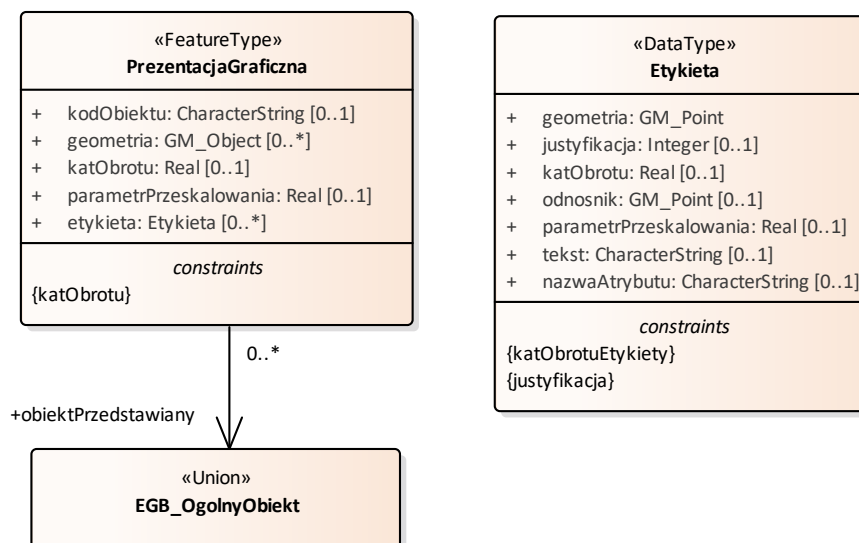 «FeatureType»
PrezentacjaGraficzna
+ kodObiektu: CharacterString [0..1]
+ geometria: GM_Object [0..*]
+ katObrotu: Real [0..1]
+ parametrPrzeskalowania: Real [0..1]
+ etykieta: Etykieta [0..*]
constraints
{katObrotu}
0..*
+obiektPrzedstawiany
«Union»
EGB_OgolnyObiekt
«DataType»
Etykieta
+ geometria: GM_Point
+ justyfikacja: Integer [0..1]
+ katObrotu: Real [0..1]
+ odnosnik: GM_Point [0..1]
+ parametrPrzeskalowania: Real [0..1]
+ tekst: CharacterString [0..1]
+ nazwaAtrybutu: CharacterString [0..1]
constraints
{katObrotuEtykiety}
{justyfikacja}